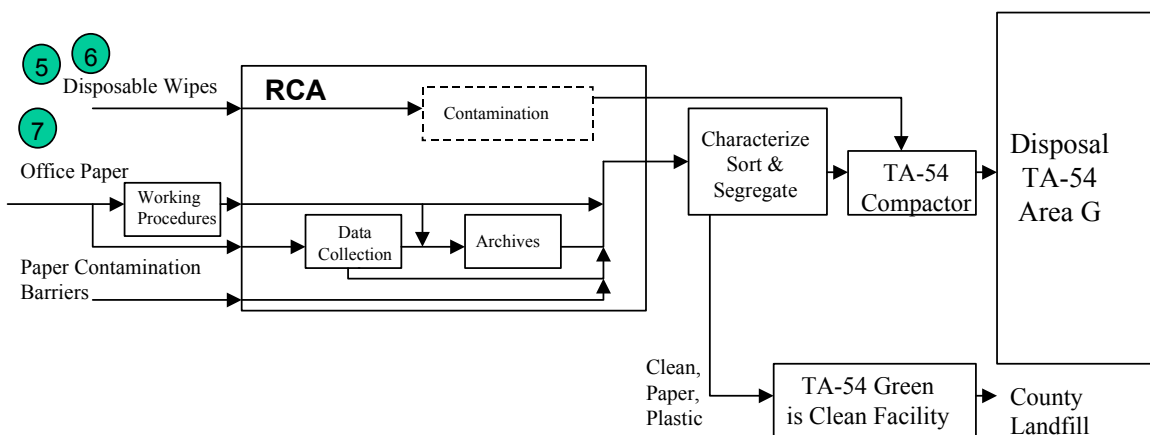 5
6
Disposable Wipes
RCA
Contamination
7
Office Paper
Working
Procedures
Data
Collection
Archives
Paper Contamination
Barriers
Characterize
Sort &
Segregate
TA-54
Compactor
Disposal
TA-54
Area G
Clean,
Paper,
Plastic
TA-54 Green
is Clean Facility
County
Landfill